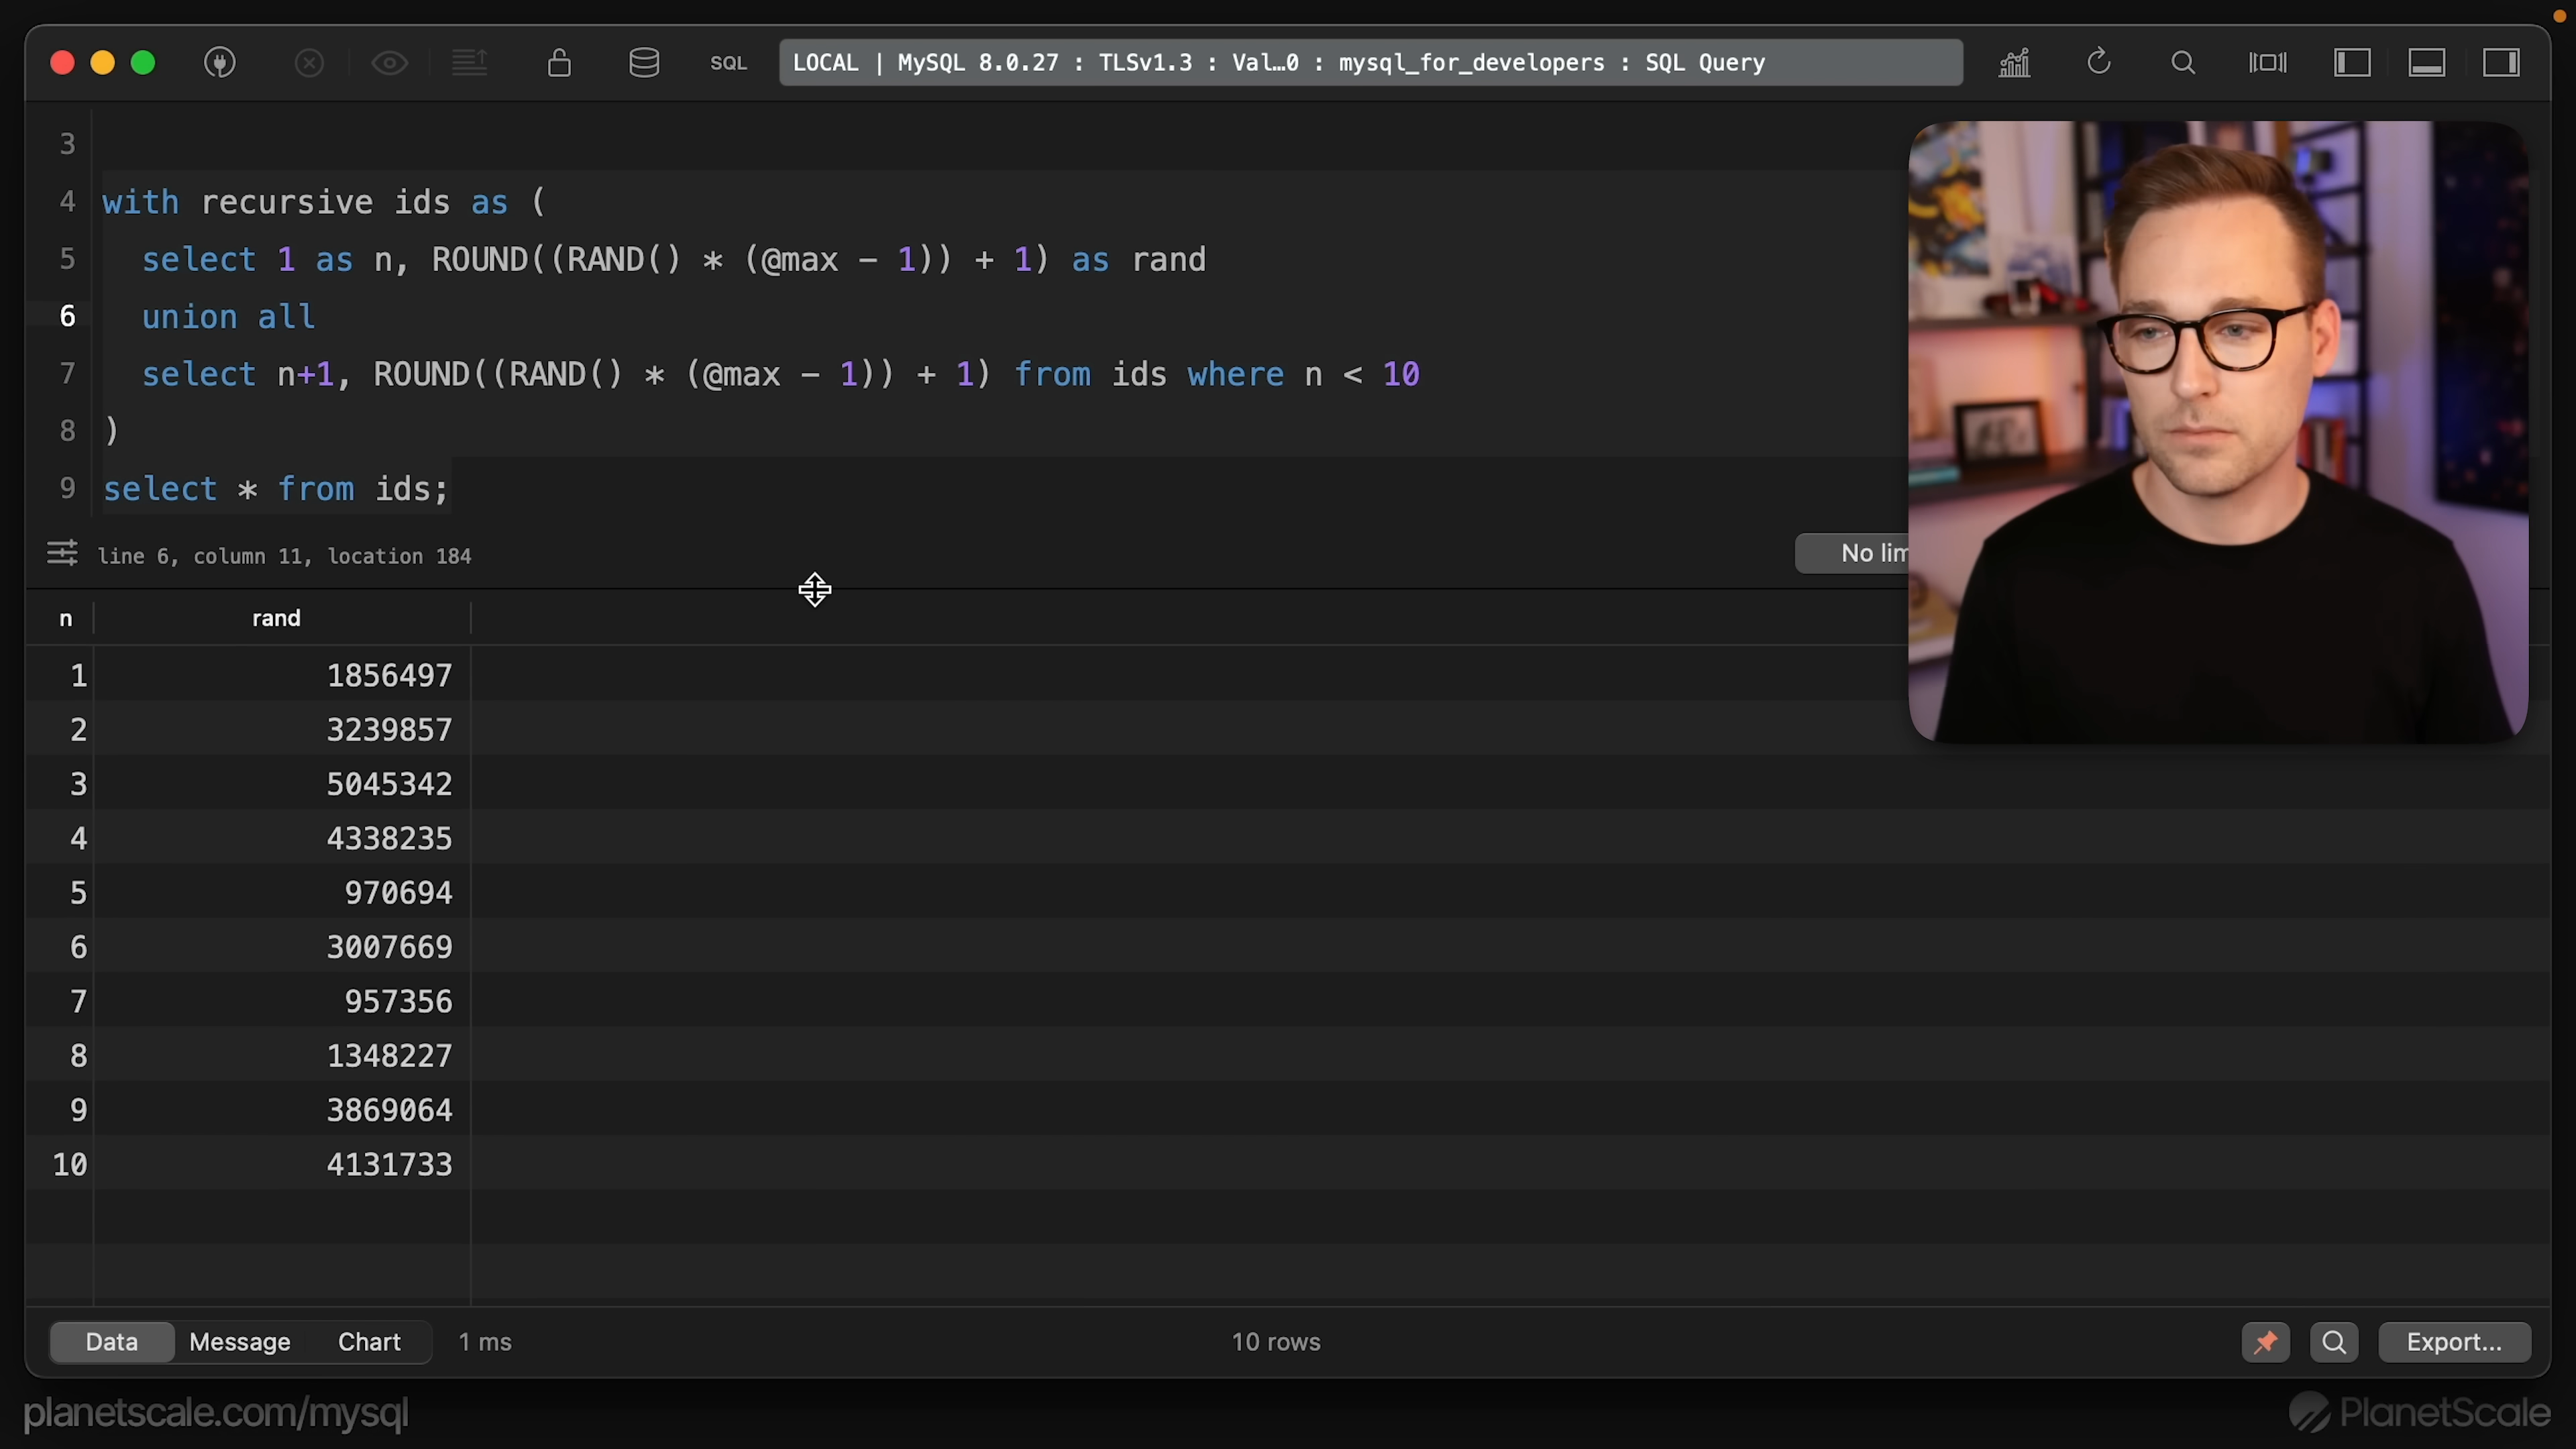 SQL
LOCAL | MySQL 8.0.27 : TLSv1.3 : Val…0 : mysql_for_developers : SQL Query
3
4 with recursive ids as (
5 select 1 as n, ROUND((RAND() * (@max - 1)) + 1) as rand
6 union all
7 select n+1, ROUND((RAND() * (@max - 1)) + 1) from ids where n < 10
8 )
9 select * from ids;
line 6, column 11, location 184
No lim
n rand
1 1856497
2 3239857
3 5045342
4 4338235
5 970694
6 3007669
7 957356
8 1348227
9 3869064
10 4131733
Data Message Chart 1 ms 10 rows Export...
planetscale.com/mysql PlanetScale